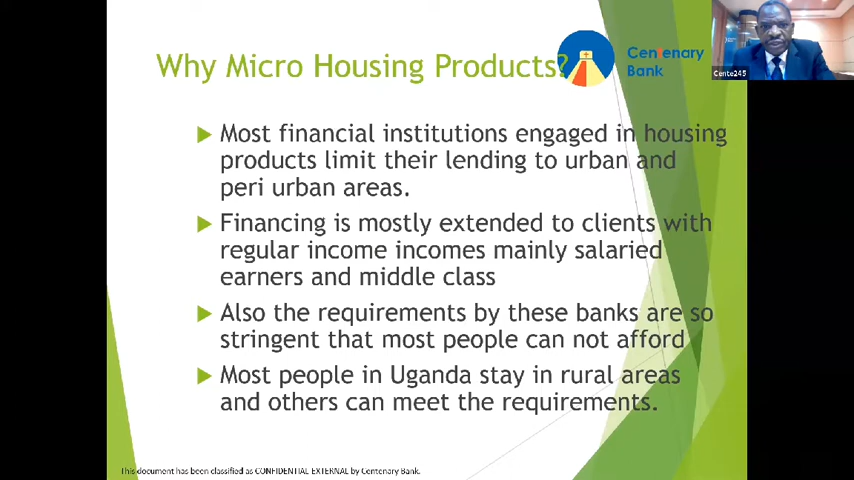 Why Micro Housing Products?
Centenary
Bank
Cente245
Most financial institutions engaged in housing
products limit their lending to urban and
peri urban areas.
Financing is mostly extended to clients with
regular income incomes mainly salaried
earners and middle class
Also the requirements by these banks are so
stringent that most people can not afford
Most people in Uganda stay in rural areas
and others can meet the requirements.
This document has been classified as CONFIDENTIAL EXTERNAL by Centenary Bank.